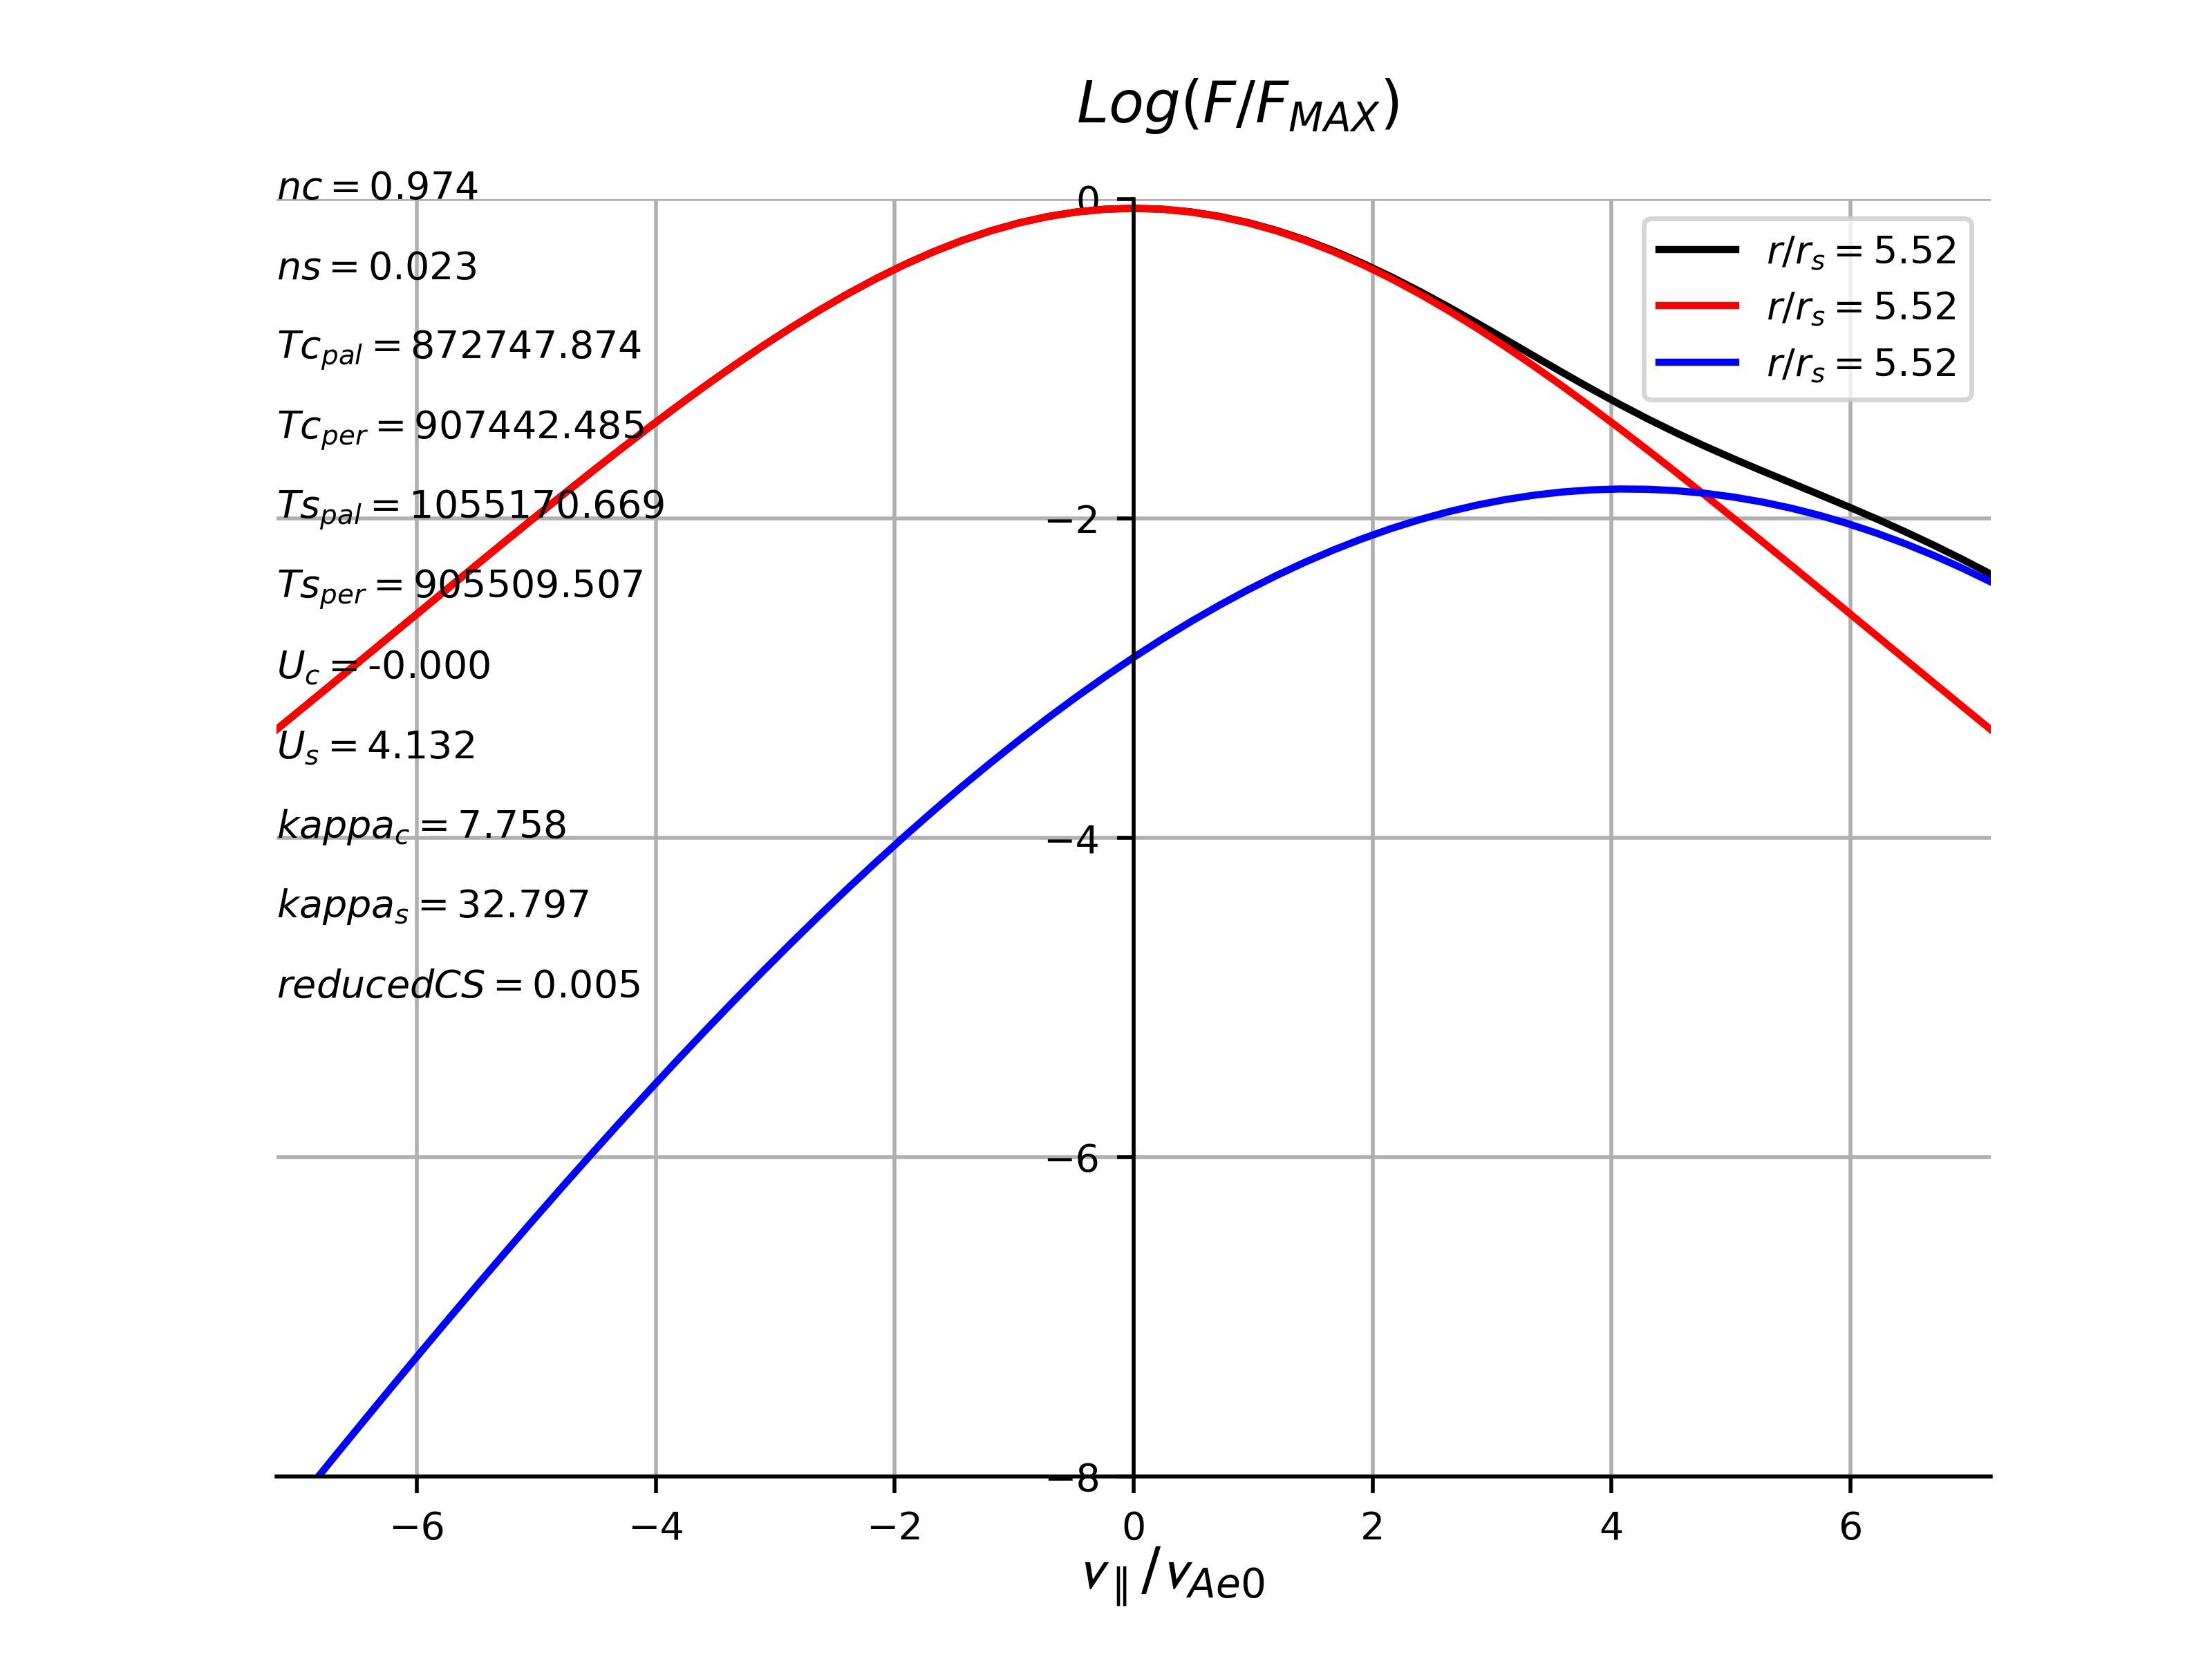 Log(F/F_MAX)
nc = 0.974
ns = 0.023
Tc_pal = 872747.874
Tc_per = 907442.485
Ts_pal = 1055170.669
Ts_per = 905509.507
U_c = -0.000
U_s = 4.132
kappa_c = 7.758
kappa_s = 32.797
reducedCS = 0.005
0
−2
−4
−6
−8
r/r_s = 5.52
r/r_s = 5.52
r/r_s = 5.52
−6 −4 −2 0 2 4 6
v_∥/v_Ae0